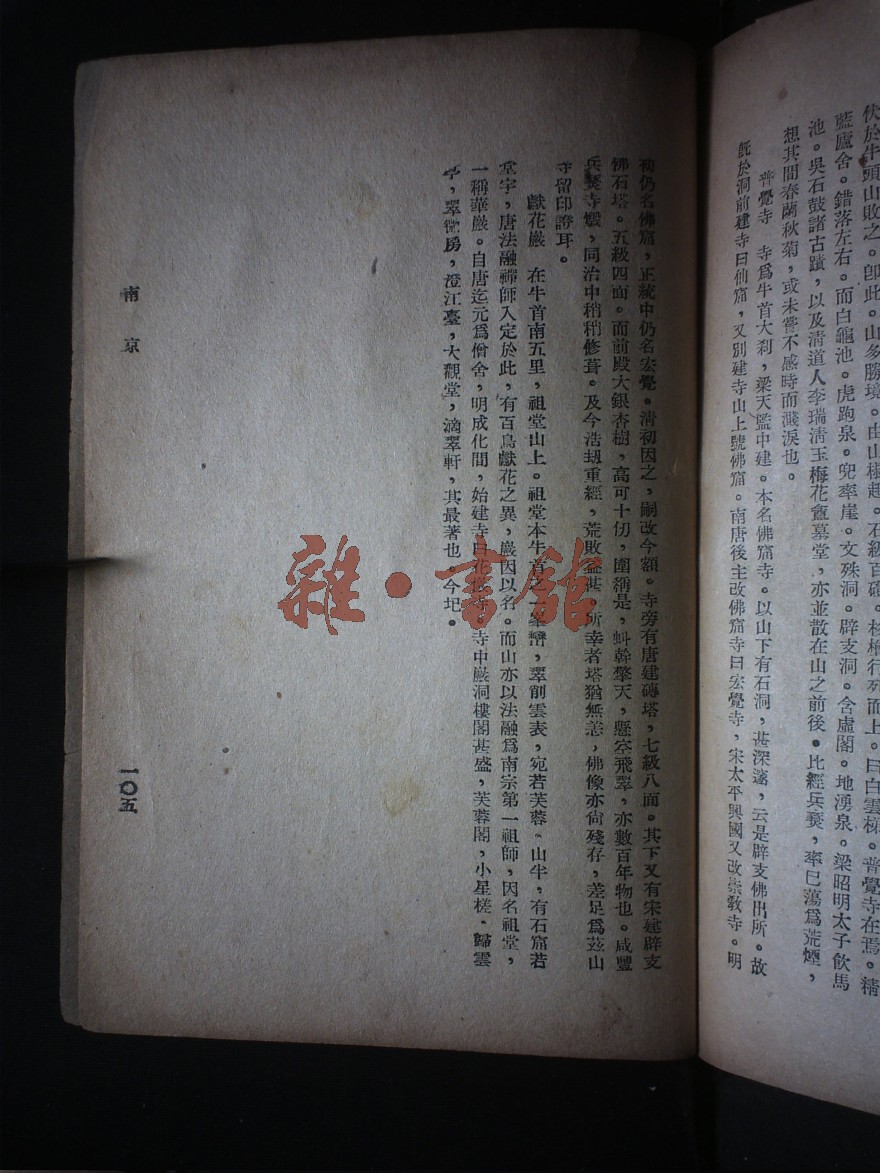 伏於牛頭山敗之。卽此。山多勝境。由山椒起。石級百磴。松檜行列而上。曰白雲梯。普覺寺在焉。精
藍廬舍。錯落左右。而白龜池。虎跑泉。兜率崖。文殊洞。辟支洞。含虛閣。地湧泉。梁昭明太子飲馬
池。吳石鼓諸古蹟，以及淸道人李瑞淸玉梅花盦墓堂，亦並散在山之前後。比經兵燹，率已蕩爲荒煙，
想其間春蘭秋菊，或未嘗不感時而濺淚也。
普覺寺　寺爲牛首大刹，梁天監中建。本名佛窟寺。以山下有石洞，甚深邃，云是辟支佛出所。故
旣於洞前建寺曰仙窟，又別建寺山上號佛窟。南唐後主改佛窟寺曰宏覺寺，宋太平興國又改崇敎寺。明
初仍名佛窟，正統中仍名宏覺。淸初因之，嗣改今額。寺旁有唐建磚塔，七級八面。其下又有宋建辟支
佛石塔。五級四面。而前殿大銀杏樹，高可十仞，圍稱是，虯幹擎天，懸空飛翠，亦數百年物也。咸豐
兵燹寺燬，同治中稍稍修葺。及今浩劫重經，荒敗益甚，所幸者塔猶無恙，佛像亦尙殘存，差足爲茲山
寺留印證耳。
獻花巖　在牛首南五里，祖堂山上。祖堂本牛首之一峯巒，翠削雲表，宛若芙蓉。山半，有石窟若
堂宇，唐法融禪師入定於此，有百鳥獻花之異，巖因以名。而山亦以法融爲南宗第一祖師，因名祖堂，
一稱華巖。自唐迄元爲僧舍，明成化間，始建寺曰花巖寺。寺中巖洞樓閣甚盛，芙蓉閣，小星槎，歸雲
亭，翠微房，澄江臺，大觀堂，滴翠軒，其最著也。今圮。
南京
一〇五
雜·書館